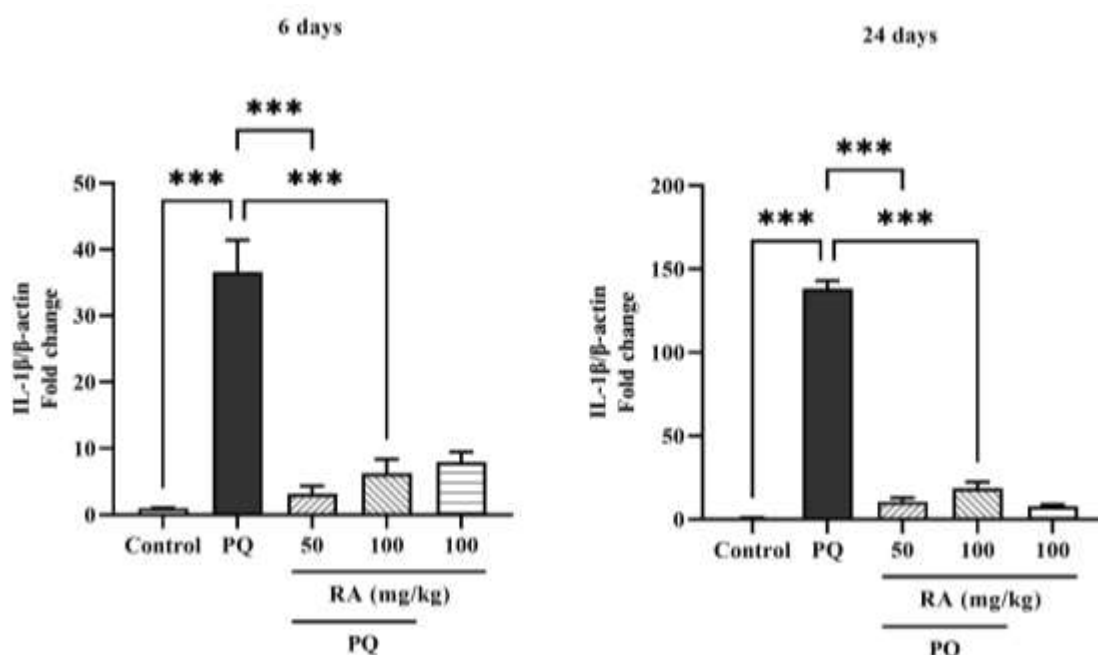 6 days
***
*** ***
50
40
30
20
10
0
IL-1β/β-actin
Fold change
Control PQ 50 100 100
RA (mg/kg)
PQ
24 days
***
*** ***
200
150
100
50
0
IL-1β/β-actin
Fold change
Control PQ 50 100 100
RA (mg/kg)
PQ